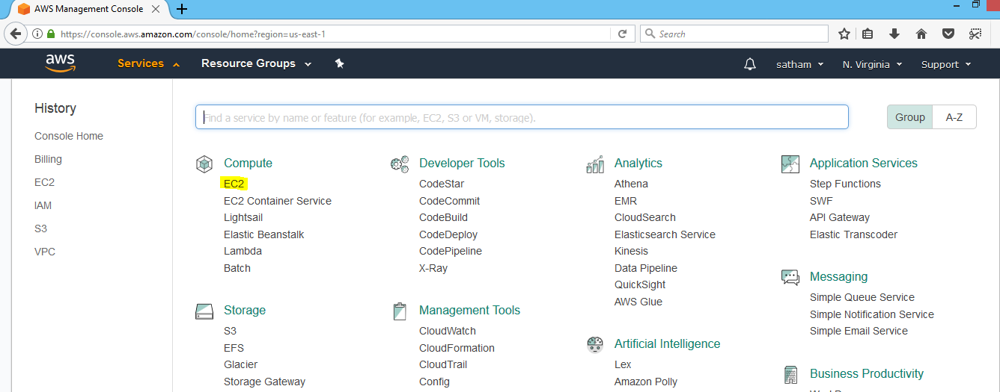 AWS Management Console
https://console.aws.amazon.com/console/home?region=us-east-1
Search
aws
Services
Resource Groups
satham
N. Virginia
Support
History
Console Home
Billing
EC2
IAM
S3
VPC
Find a service by name or feature (for example, EC2, S3 or VM, storage).
Group
A-Z
Compute
EC2
EC2 Container Service
Lightsail
Elastic Beanstalk
Lambda
Batch
Storage
S3
EFS
Glacier
Storage Gateway
Developer Tools
CodeStar
CodeCommit
CodeBuild
CodeDeploy
CodePipeline
X-Ray
Management Tools
CloudWatch
CloudFormation
CloudTrail
Config
Analytics
Athena
EMR
CloudSearch
Elasticsearch Service
Kinesis
Data Pipeline
QuickSight
AWS Glue
Artificial Intelligence
Lex
Amazon Polly
Application Services
Step Functions
SWF
API Gateway
Elastic Transcoder
Messaging
Simple Queue Service
Simple Notification Service
Simple Email Service
Business Productivity